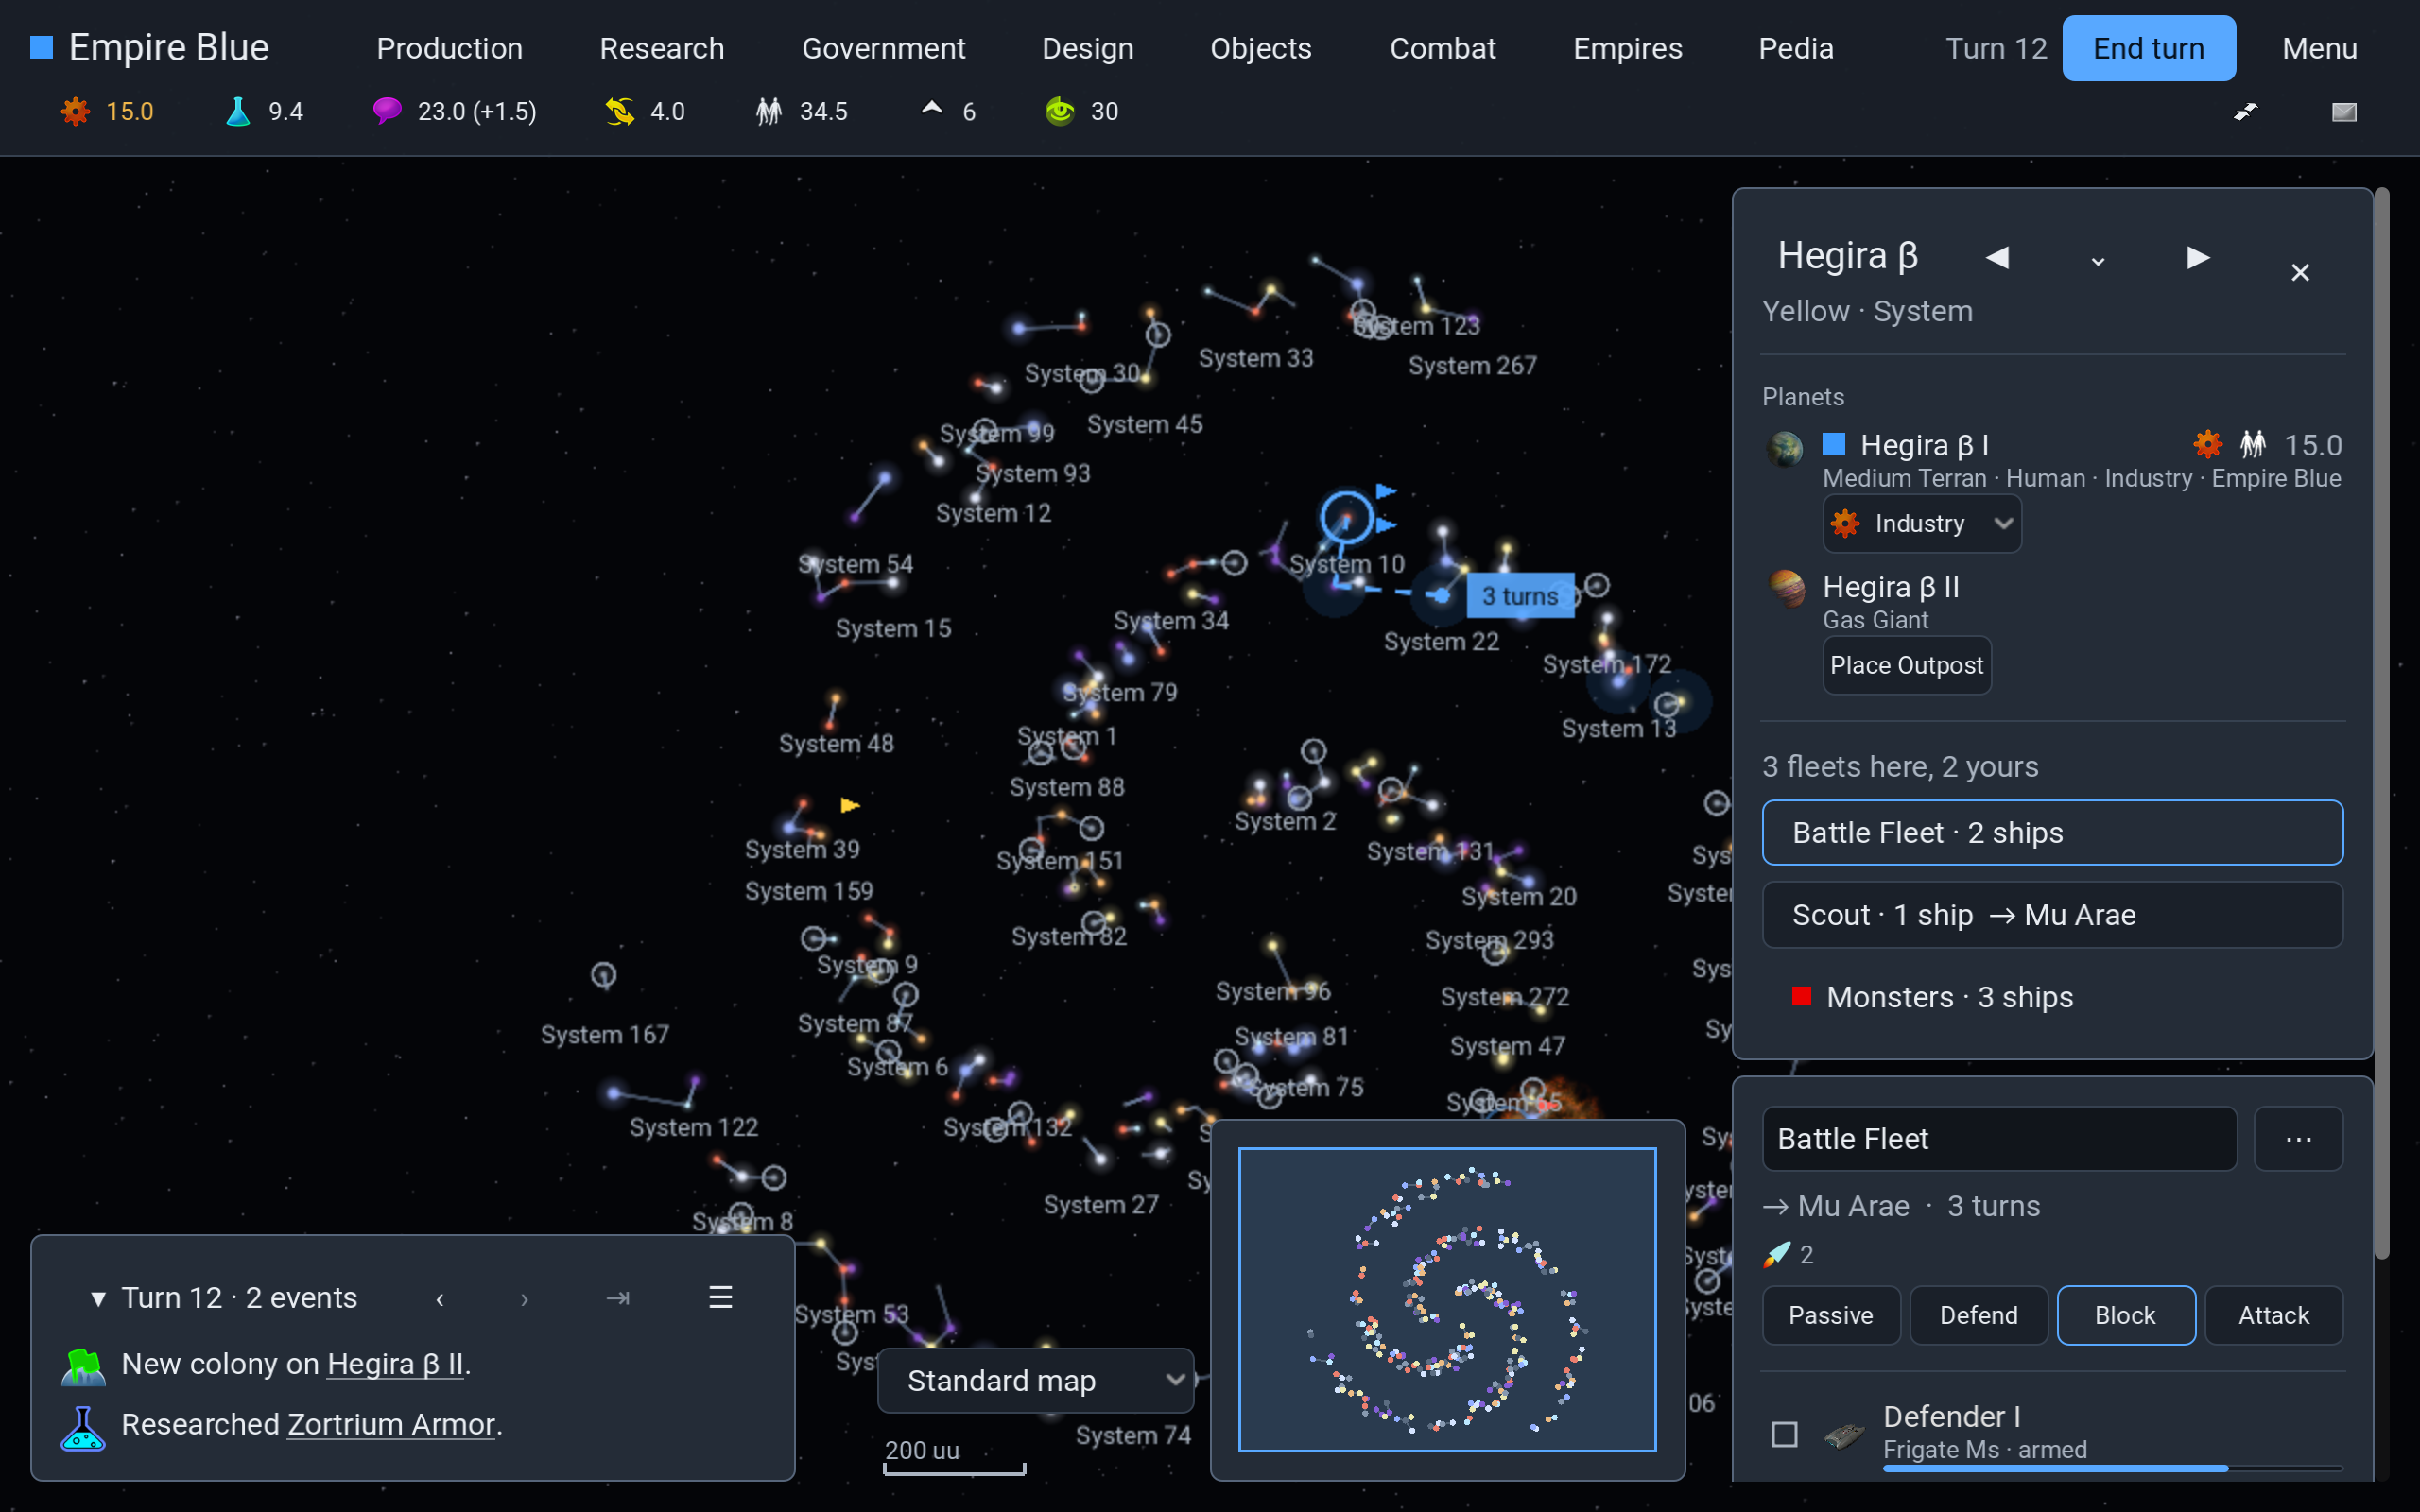 Empire Blue
Production
Research
Government
Design
Objects
Combat
Empires
Pedia
Turn 12
End turn
Menu
15.0
9.4
23.0 (+1.5)
4.0
34.5
6
30
System 123
System 33
System 267
System 30
System 45
System 99
System 93
System 12
System 54
System 10
System 15
System 34
3 turns
System 22
System 172
System 79
System 13
System 1
System 48
System 88
System 2
System 39
System 151
System 131
System 159
System 20
System 82
System 293
System 9
System 96
System 272
System 87
System 167
System 81
System 47
System 6
System 75
System 65
System 122
System 132
System 27
System 8
System 53
System 74
Hegira β
Yellow · System
Planets
Hegira β I
15.0
Medium Terran · Human · Industry · Empire Blue
Industry
Hegira β II
Gas Giant
Place Outpost
3 fleets here, 2 yours
Battle Fleet · 2 ships
Scout · 1 ship → Mu Arae
Monsters · 3 ships
Battle Fleet
...
→ Mu Arae · 3 turns
2
Passive
Defend
Block
Attack
Defender I
Frigate Ms · armed
▼ Turn 12 · 2 events
New colony on Hegira β II.
Researched Zortrium Armor.
Standard map
200 uu